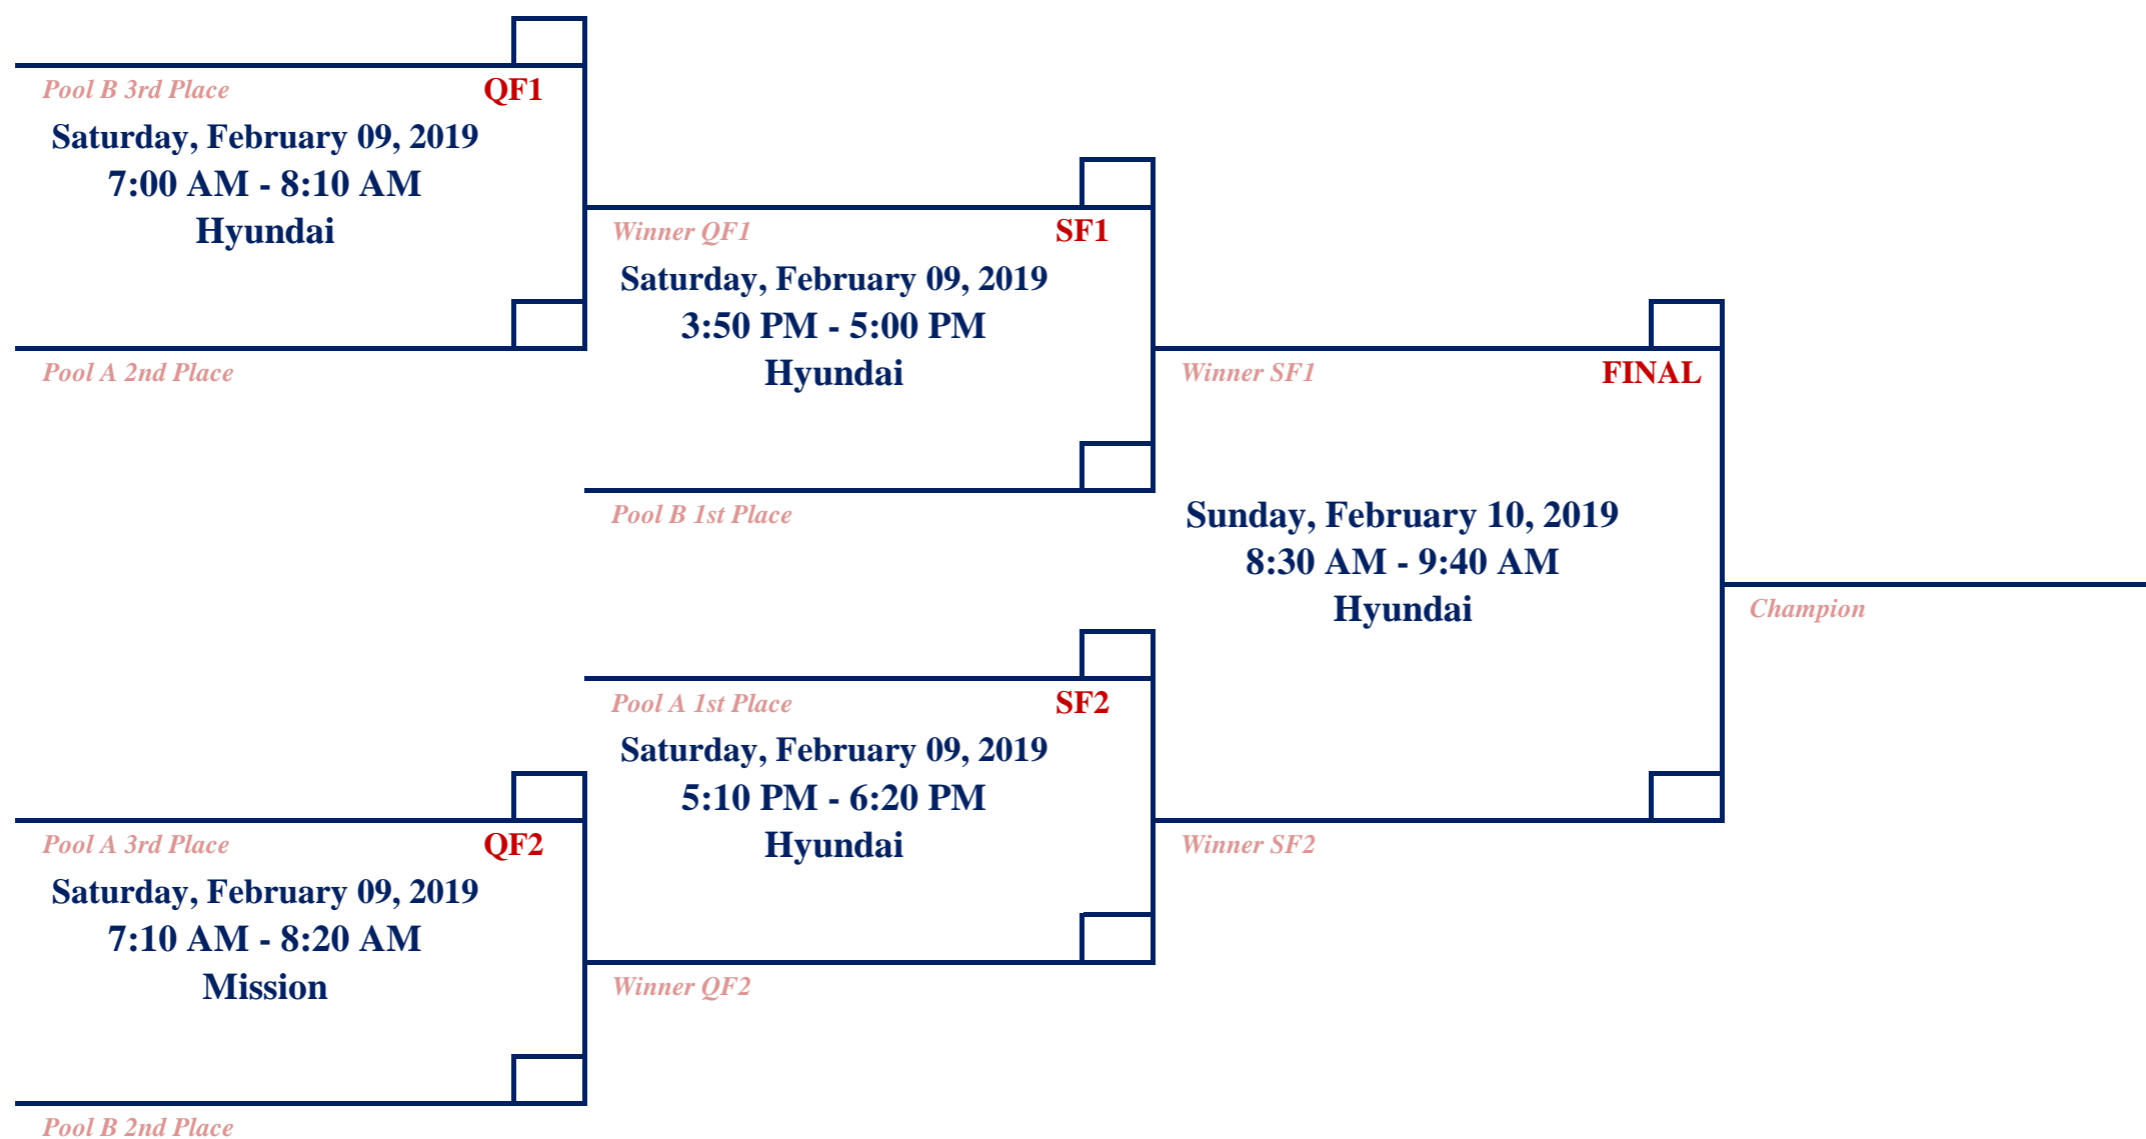 Pool B 3rd Place
QF1
Saturday, February 09, 2019
7:00 AM - 8:10 AM
Hyundai
Pool A 2nd Place
Winner QF1
SF1
Saturday, February 09, 2019
3:50 PM - 5:00 PM
Hyundai
Pool B 1st Place
Winner SF1
FINAL
Sunday, February 10, 2019
8:30 AM - 9:40 AM
Hyundai
Champion
Pool A 1st Place
SF2
Saturday, February 09, 2019
5:10 PM - 6:20 PM
Hyundai
Winner SF2
Pool A 3rd Place
QF2
Saturday, February 09, 2019
7:10 AM - 8:20 AM
Mission
Winner QF2
Pool B 2nd Place